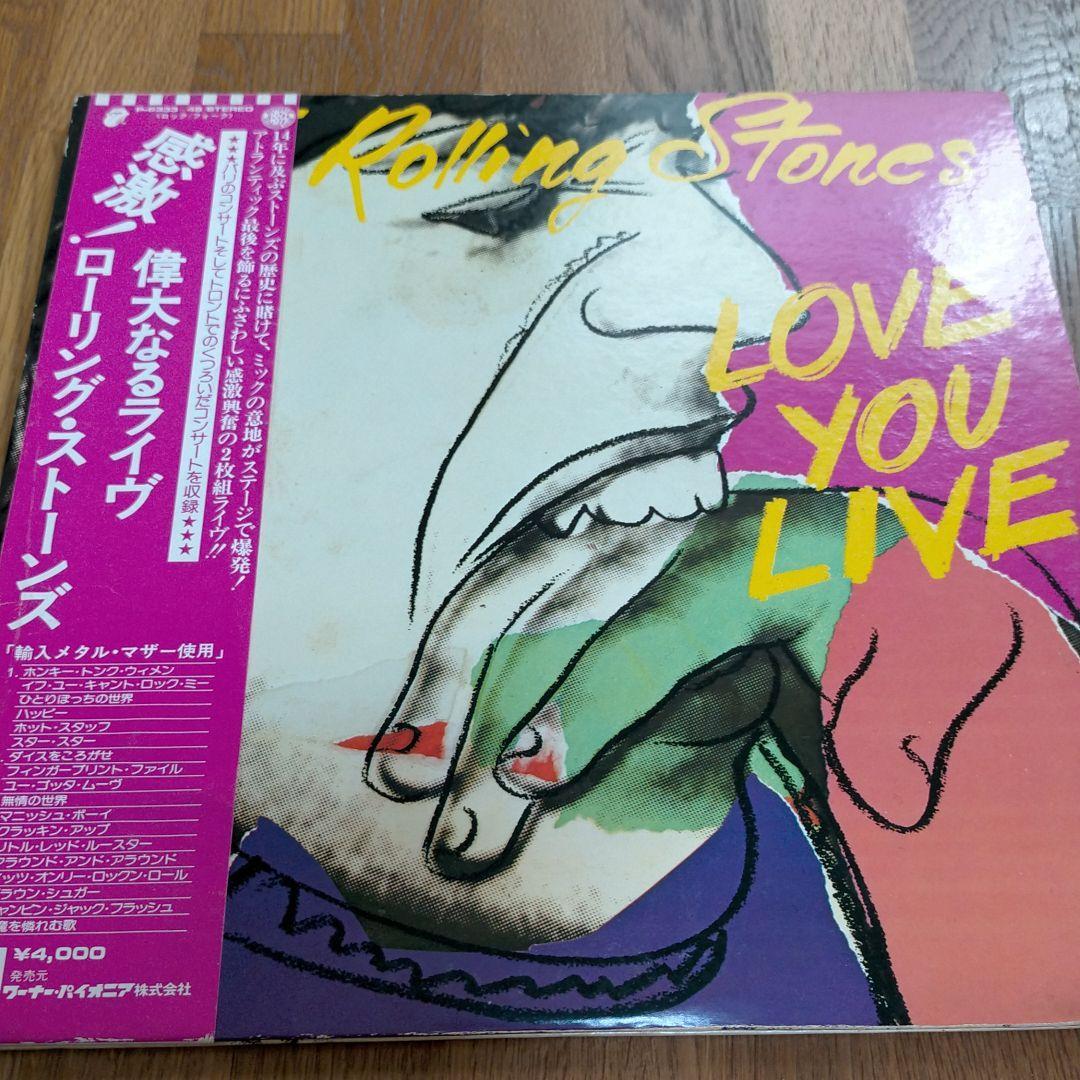 P-6333〜4S STEREO
(ロック/フォーク)
感激！
偉大なるライヴ
ローリング・ストーンズ
14年に及ぶストーンズの歴史に賭けて、ミックの意地がステージで爆発！
アトランティック最後を飾るにふさわしい感激興奮の2枚組ライヴ!!
★★★パリのコンサートそしてトロントでのくつろいだコンサートを収録★★★
「輸入メタル・マザー使用」
1. ホンキー・トンク・ウィメン
イフ・ユー・キャント・ロック・ミー
ひとりぼっちの世界
ハッピー
ホット・スタッフ
スター・スター
ダイスをころがせ
フィンガープリント・ファイル
ユー・ゴッタ・ムーヴ
無情の世界
マニッシュ・ボーイ
クラッキン・アップ
リトル・レッド・ルースター
アラウンド・アンド・アラウンド
イッツ・オンリー・ロックン・ロール
ラウン・シュガー
ャンピン・ジャック・フラッシュ
魔を憐れむ歌
¥4,000
発売元
ワーナー・パイオニア株式会社
Rolling Stones
LOVE
YOU
LIVE